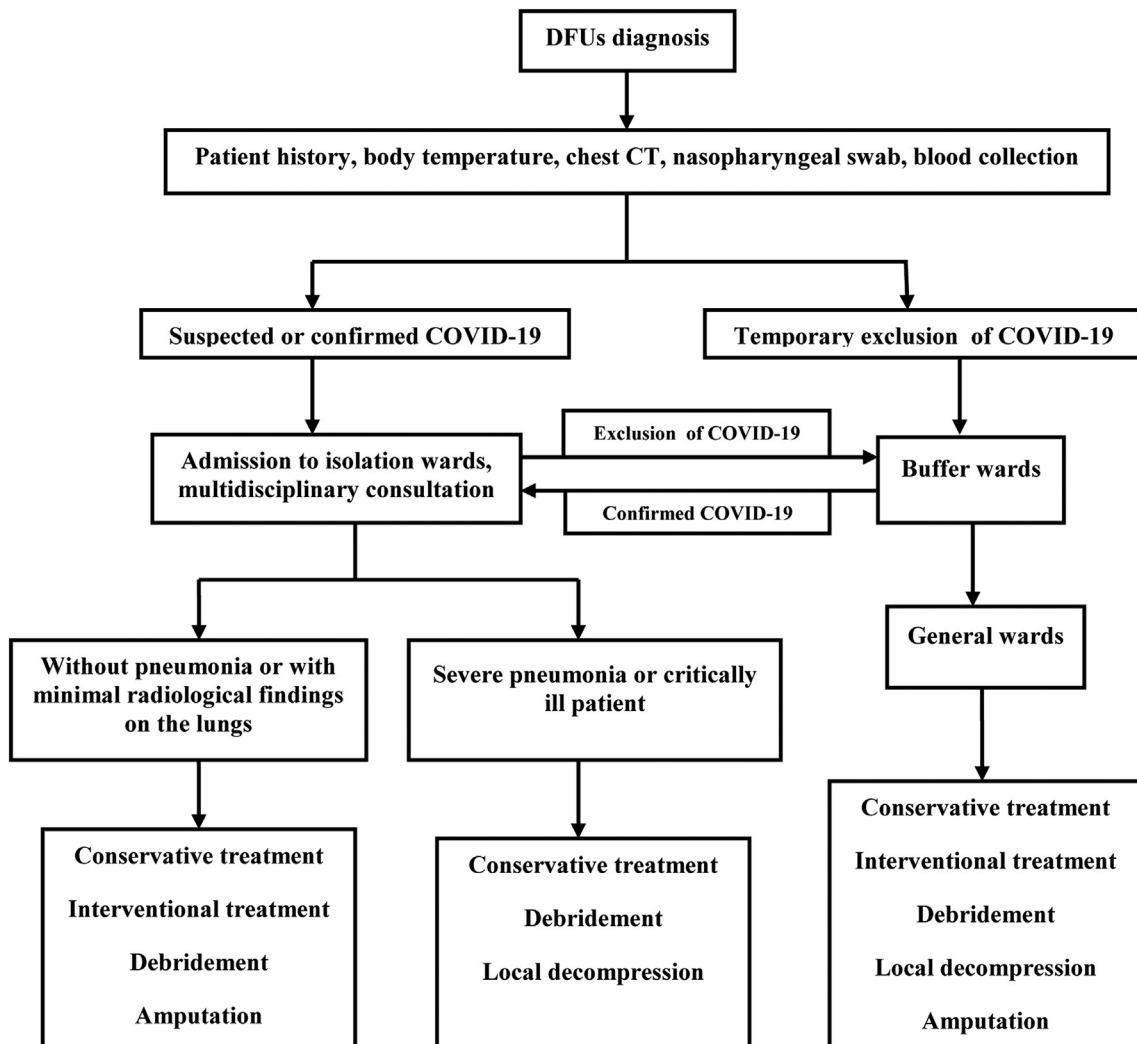 DFUs diagnosis
Patient history, body temperature, chest CT, nasopharyngeal swab, blood collection
Suspected or confirmed COVID-19
Temporary exclusion of COVID-19
Exclusion of COVID-19
Admission to isolation wards,
multidisciplinary consultation
Buffer wards
Confirmed COVID-19
General wards
Without pneumonia or with
minimal radiological findings
on the lungs
Severe pneumonia or critically
ill patient
Conservative treatment
Interventional treatment
Debridement
Amputation
Conservative treatment
Debridement
Local decompression
Conservative treatment
Interventional treatment
Debridement
Local decompression
Amputation